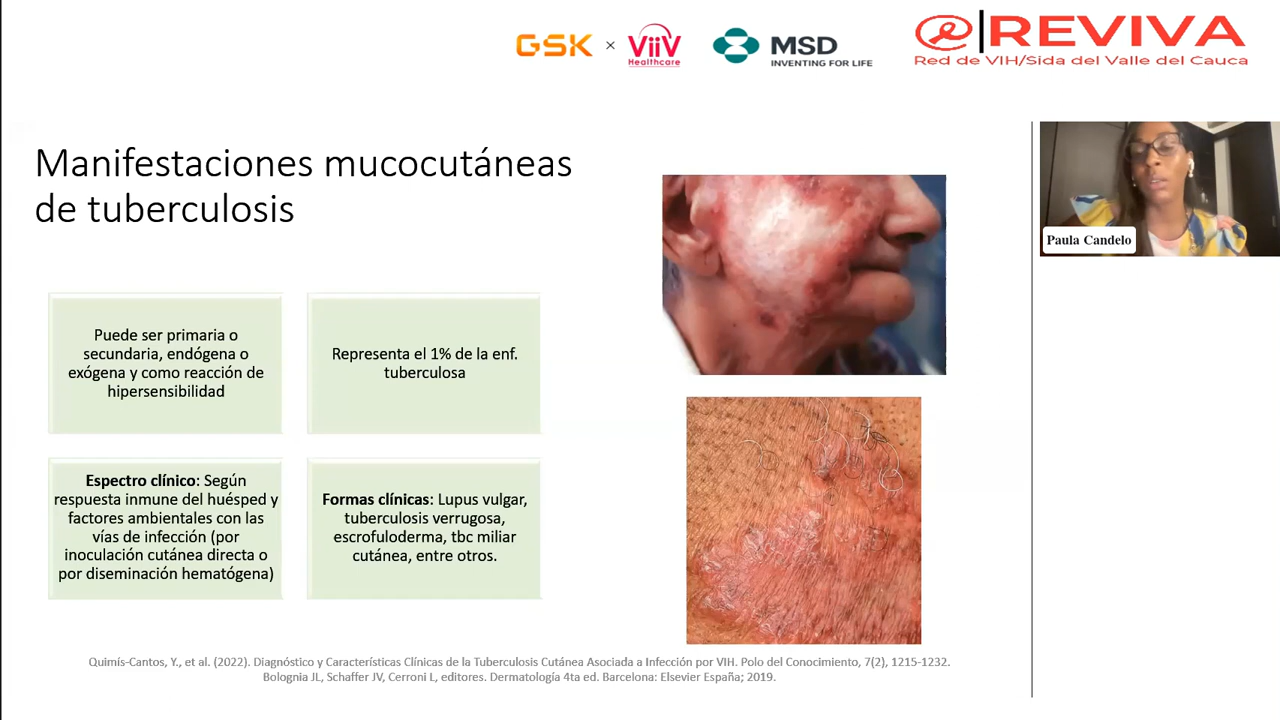 GSK × ViiV Healthcare
MSD
INVENTING FOR LIFE
REVIVA
Red de VIH/Sida del Valle del Cauca
Manifestaciones mucocutáneas
de tuberculosis
Paula Candelo
Puede ser primaria o
secundaria, endógena o
exógena y como reacción de
hipersensibilidad
Representa el 1% de la enf.
tuberculosa
Espectro clínico: Según
respuesta inmune del huésped y
factores ambientales con las
vías de infección (por
inoculación cutánea directa o
por diseminación hematógena)
Formas clínicas: Lupus vulgar,
tuberculosis verrugosa,
escrofuloderma, tbc miliar
cutánea, entre otros.
Quimís-Cantos, Y., et al. (2022). Diagnóstico y Características Clínicas de la Tuberculosis Cutánea Asociada a Infección por VIH. Polo del Conocimiento, 7(2), 1215-1232.
Bolognia JL, Schaffer JV, Cerroni L, editores. Dermatología 4ta ed. Barcelona: Elsevier España; 2019.